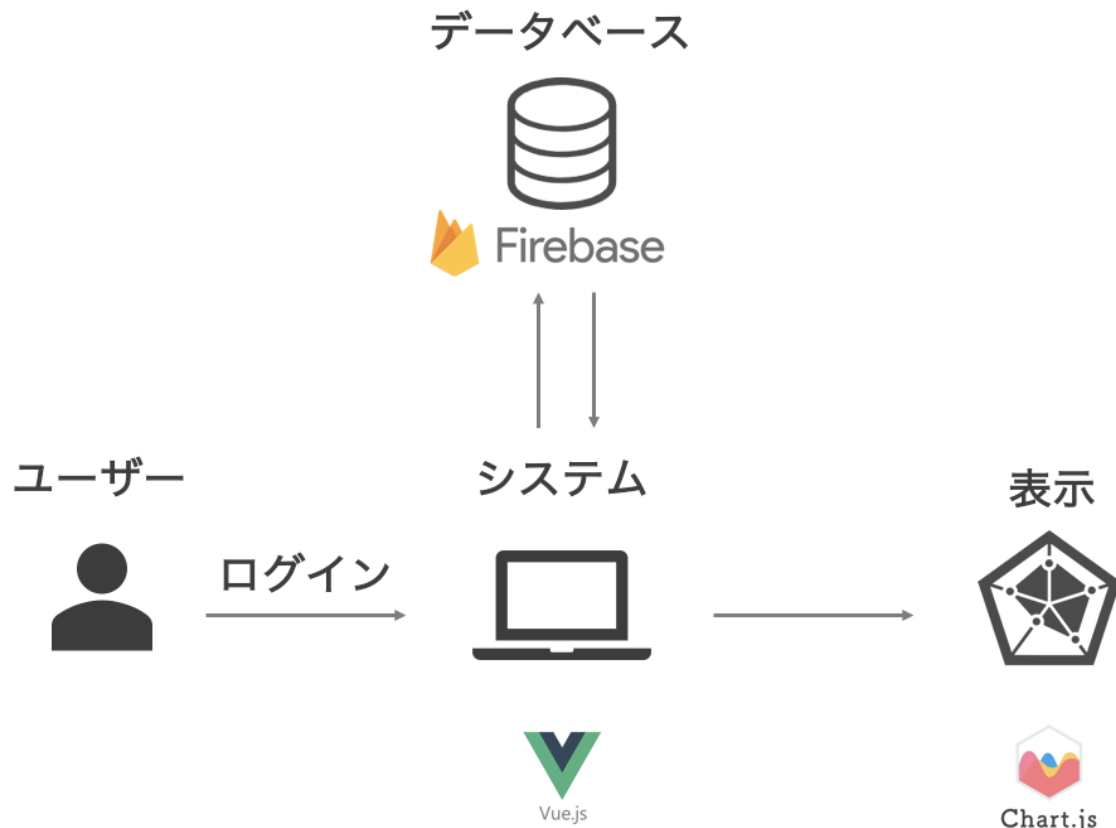 データベース
Firebase
ユーザー
システム
表示
ログイン
Vue.js
Chart.js